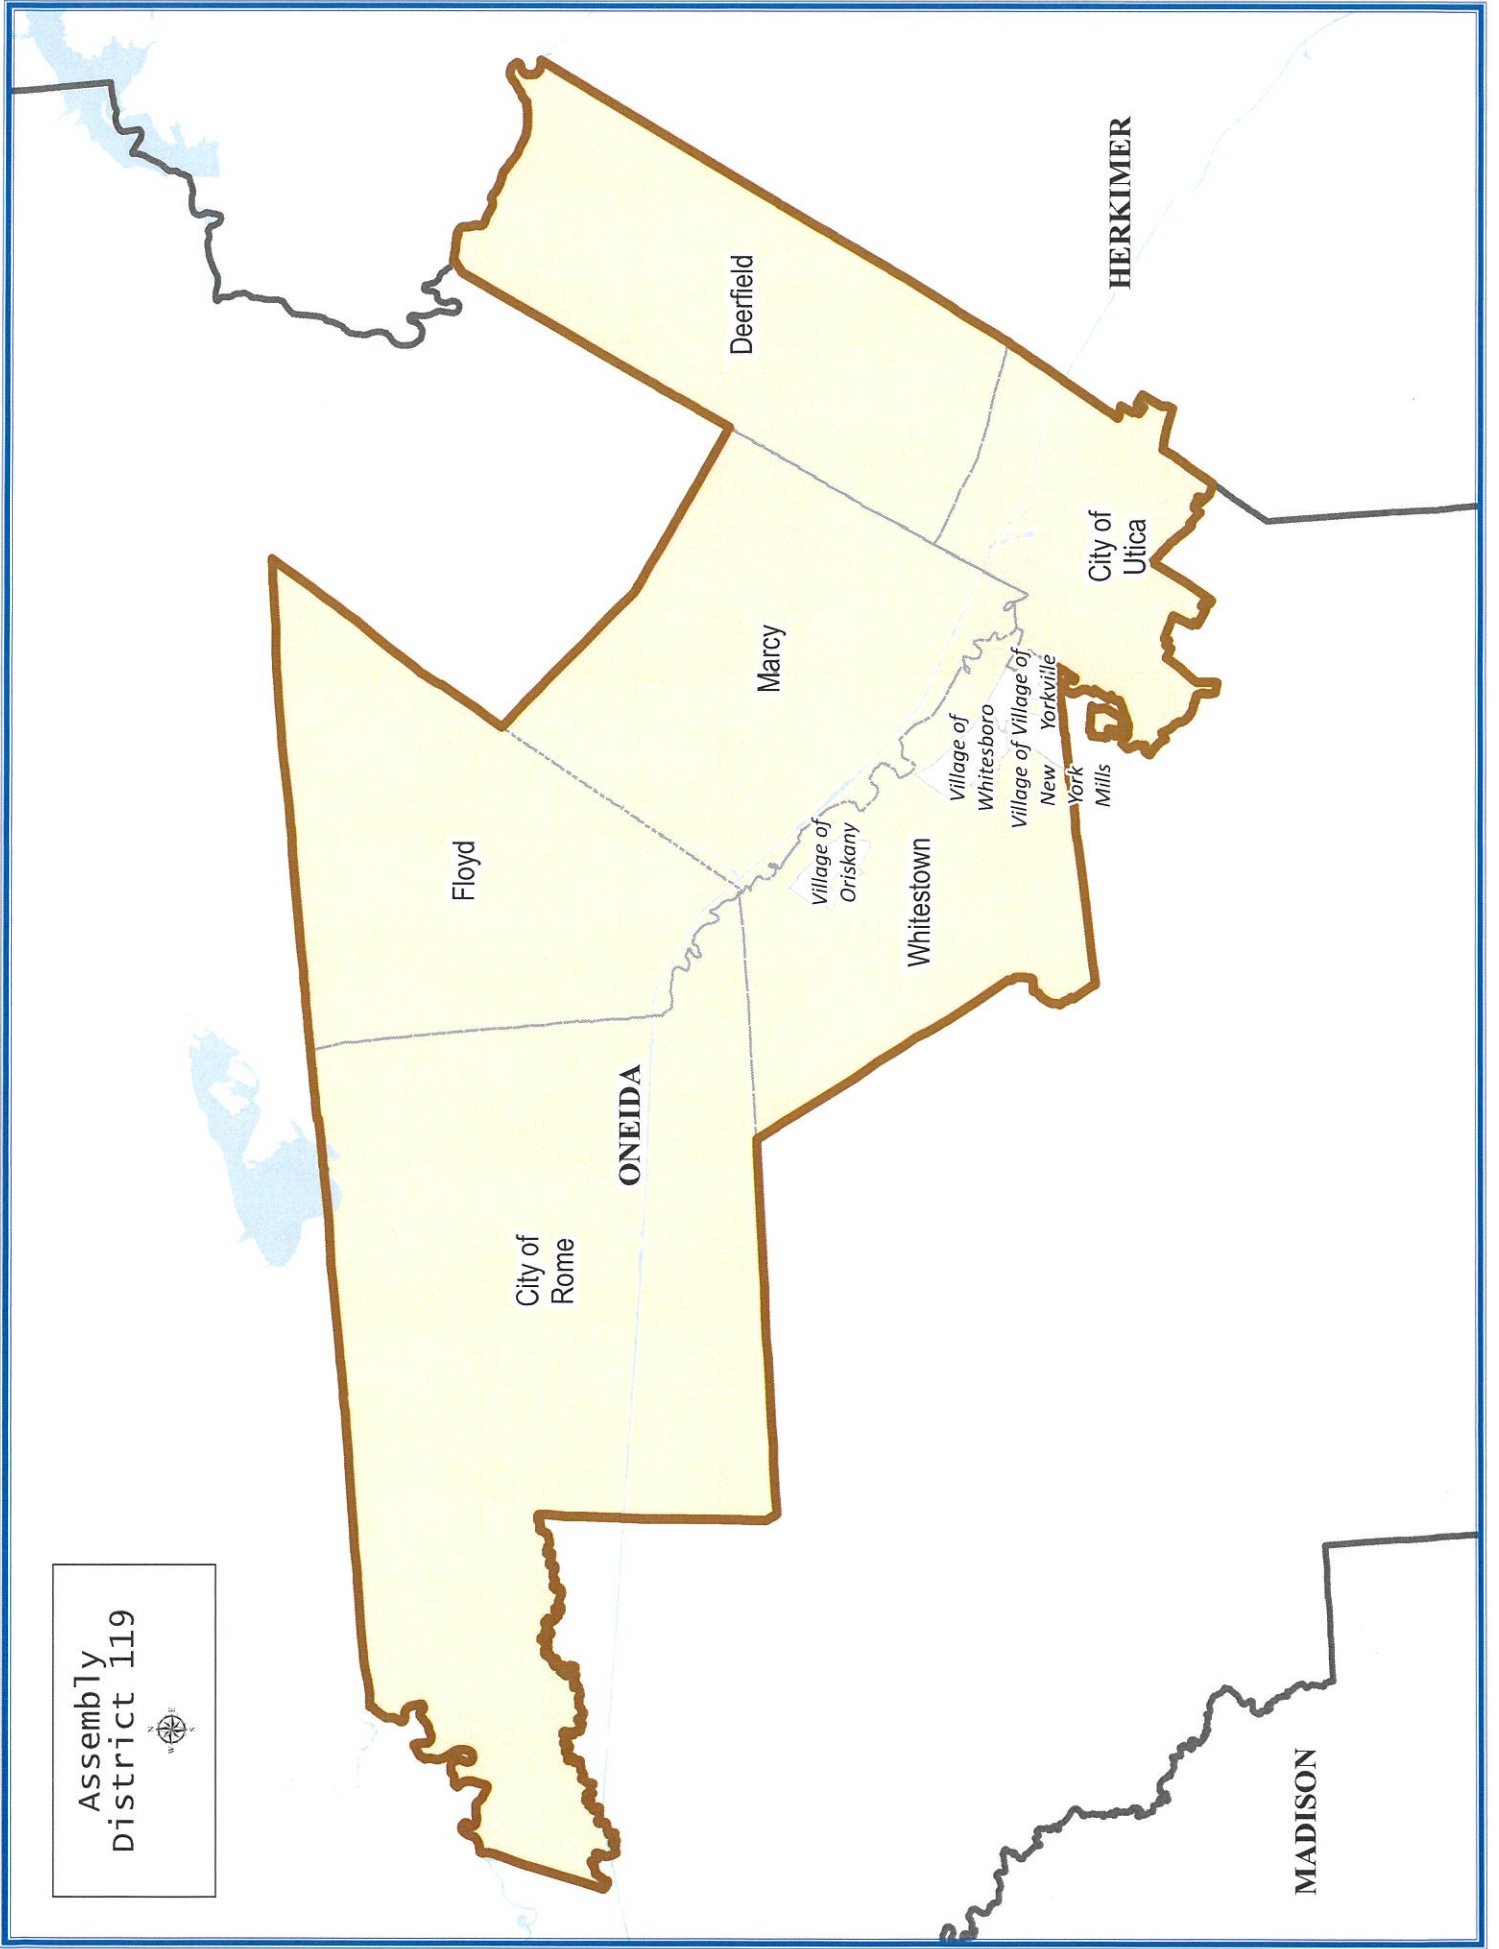 Assembly
District 119
N
W
E
S
HERKIMER
Deerfield
City of
Utica
Marcy
Village of
Yorkville
Village of
Whitesboro
Village of
New
York
Mills
Floyd
Village of
Oriskany
Whitestown
ONEIDA
City of
Rome
MADISON